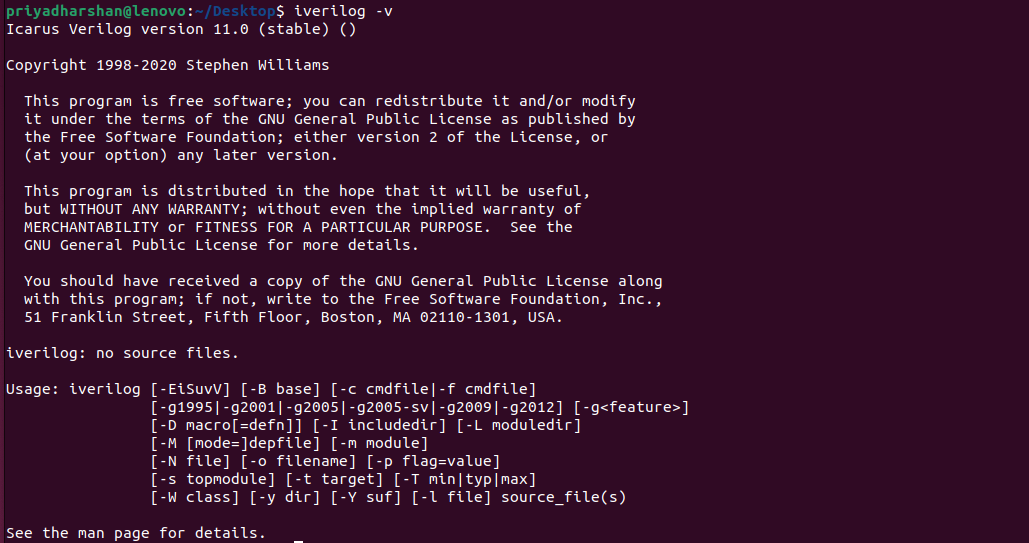 priyadharshan@lenovo:~/Desktop$ iverilog -v
Icarus Verilog version 11.0 (stable) ()
Copyright 1998-2020 Stephen Williams
This program is free software; you can redistribute it and/or modify
it under the terms of the GNU General Public License as published by
the Free Software Foundation; either version 2 of the License, or
(at your option) any later version.
This program is distributed in the hope that it will be useful,
but WITHOUT ANY WARRANTY; without even the implied warranty of
MERCHANTABILITY or FITNESS FOR A PARTICULAR PURPOSE.  See the
GNU General Public License for more details.
You should have received a copy of the GNU General Public License along
with this program; if not, write to the Free Software Foundation, Inc.,
51 Franklin Street, Fifth Floor, Boston, MA 02110-1301, USA.
iverilog: no source files.
Usage: iverilog [-EiSuvV] [-B base] [-c cmdfile|-f cmdfile]
[-g1995|-g2001|-g2005|-g2005-sv|-g2009|-g2012] [-g<feature>]
[-D macro[=defn]] [-I includedir] [-L moduledir]
[-M [mode=]depfile] [-m module]
[-N file] [-o filename] [-p flag=value]
[-s topmodule] [-t target] [-T min|typ|max]
[-W class] [-y dir] [-Y suf] [-l file] source_file(s)
See the man page for details.